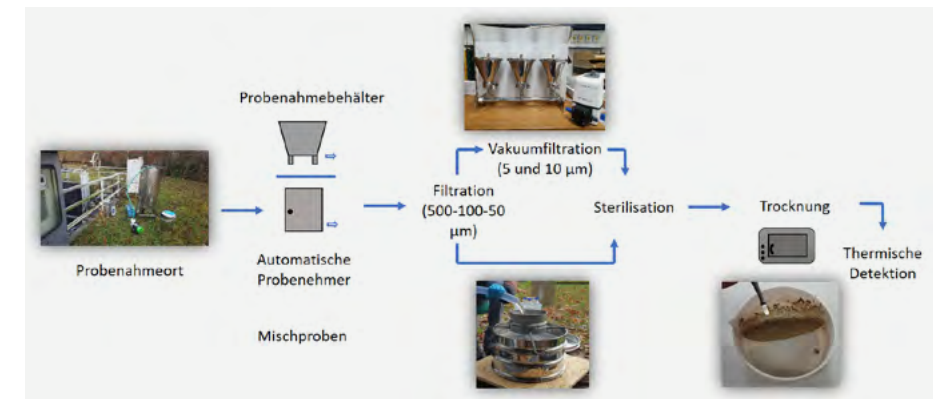 Probenahmeort
Probenahmebehälter
Automatische
Probenehmer
Mischproben
Filtration
(500-100-50
µm)
Vakuumfiltration
(5 und 10 µm)
Sterilisation
Trocknung
Thermische
Detektion